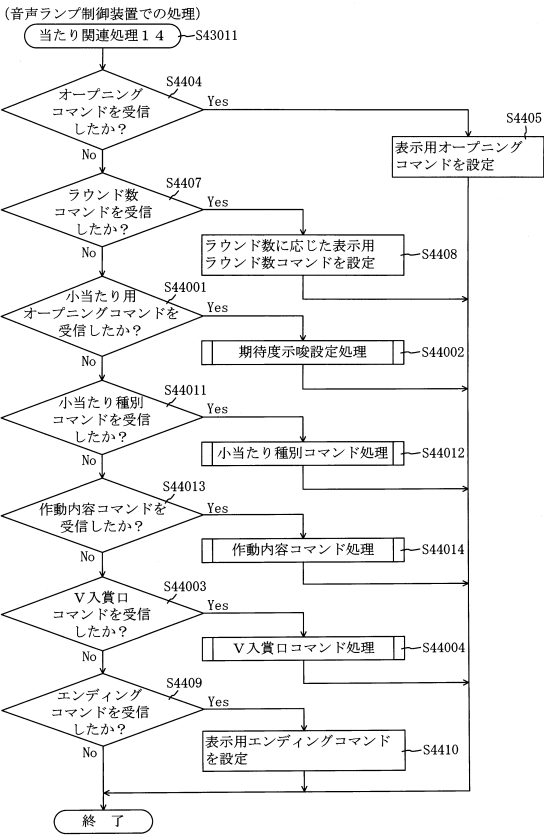 (音声ランプ制御装置での処理)
当たり関連処理14
S43011
オープニング
コマンドを受信
したか?
S4404
Yes
No
表示用オープニング
コマンドを設定
S4405
ラウンド数
コマンドを受信
したか?
S4407
Yes
No
ラウンド数に応じた表示用
ラウンド数コマンドを設定
S4408
小当たり用
オープニングコマンドを
受信したか?
S44001
Yes
No
期待度示唆設定処理
S44002
小当たり種別
コマンドを受信
したか?
S44011
Yes
No
小当たり種別コマンド処理
S44012
作動内容コマンドを
受信したか?
S44013
Yes
No
作動内容コマンド処理
S44014
V入賞口
コマンドを受信
したか?
S44003
Yes
No
V入賞口コマンド処理
S44004
エンディング
コマンドを受信
したか?
S4409
Yes
No
表示用エンディングコマンド
を設定
S4410
終 了